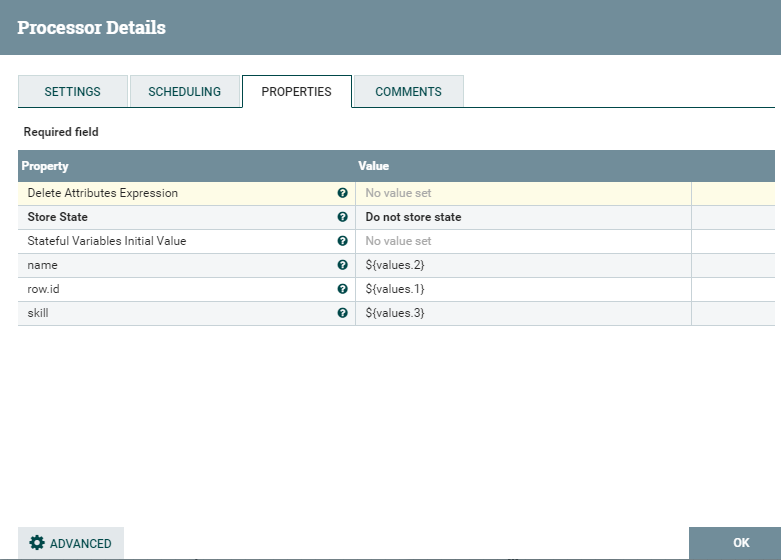 Processor Details
SETTINGS SCHEDULING PROPERTIES COMMENTS
Required field
Property Value
Delete Attributes Expression No value set
Store State Do not store state
Stateful Variables Initial Value No value set
name ${values.2}
row.id ${values.1}
skill ${values.3}
ADVANCED OK